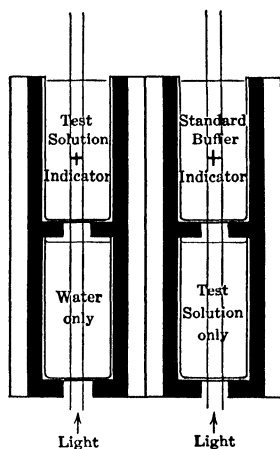 Test
Solution
+
Indicator
Standard
Buffer
+
Indicator
Water
only
Test
Solution
only
Light
Light